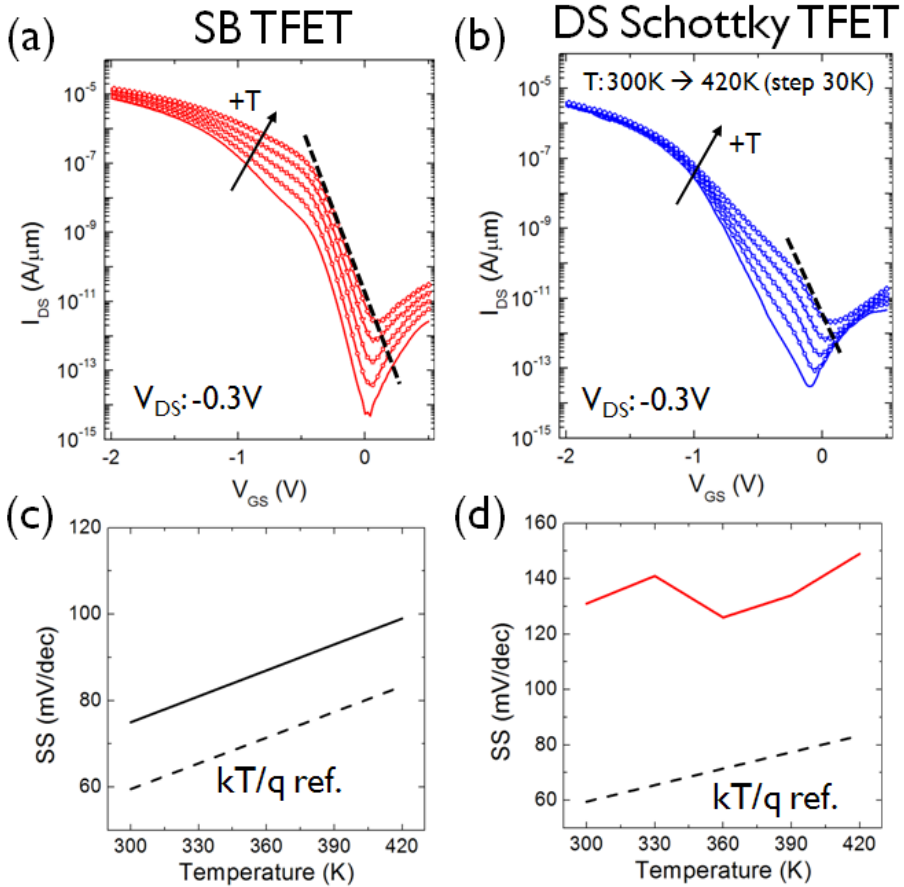 SB TFET
DS Schottky TFET
(a)
(b)
+T
T: 300K → 420K (step 30K)
+T
10⁻⁵
10⁻⁷
10⁻⁹
10⁻¹¹
10⁻¹³
10⁻¹⁵
I_DS (A/μm)
V_DS: -0.3V
-2
-1
0
V_GS (V)
10⁻⁵
10⁻⁷
10⁻⁹
10⁻¹¹
10⁻¹³
10⁻¹⁵
I_DS (A/μm)
V_DS: -0.3V
-2
-1
0
V_GS (V)
(c)
120
100
80
60
SS (mV/dec)
kT/q ref.
300 330 360 390 420
Temperature (K)
(d)
160
140
120
100
80
60
SS (mV/dec)
kT/q ref.
300 330 360 390 420
Temperature (K)